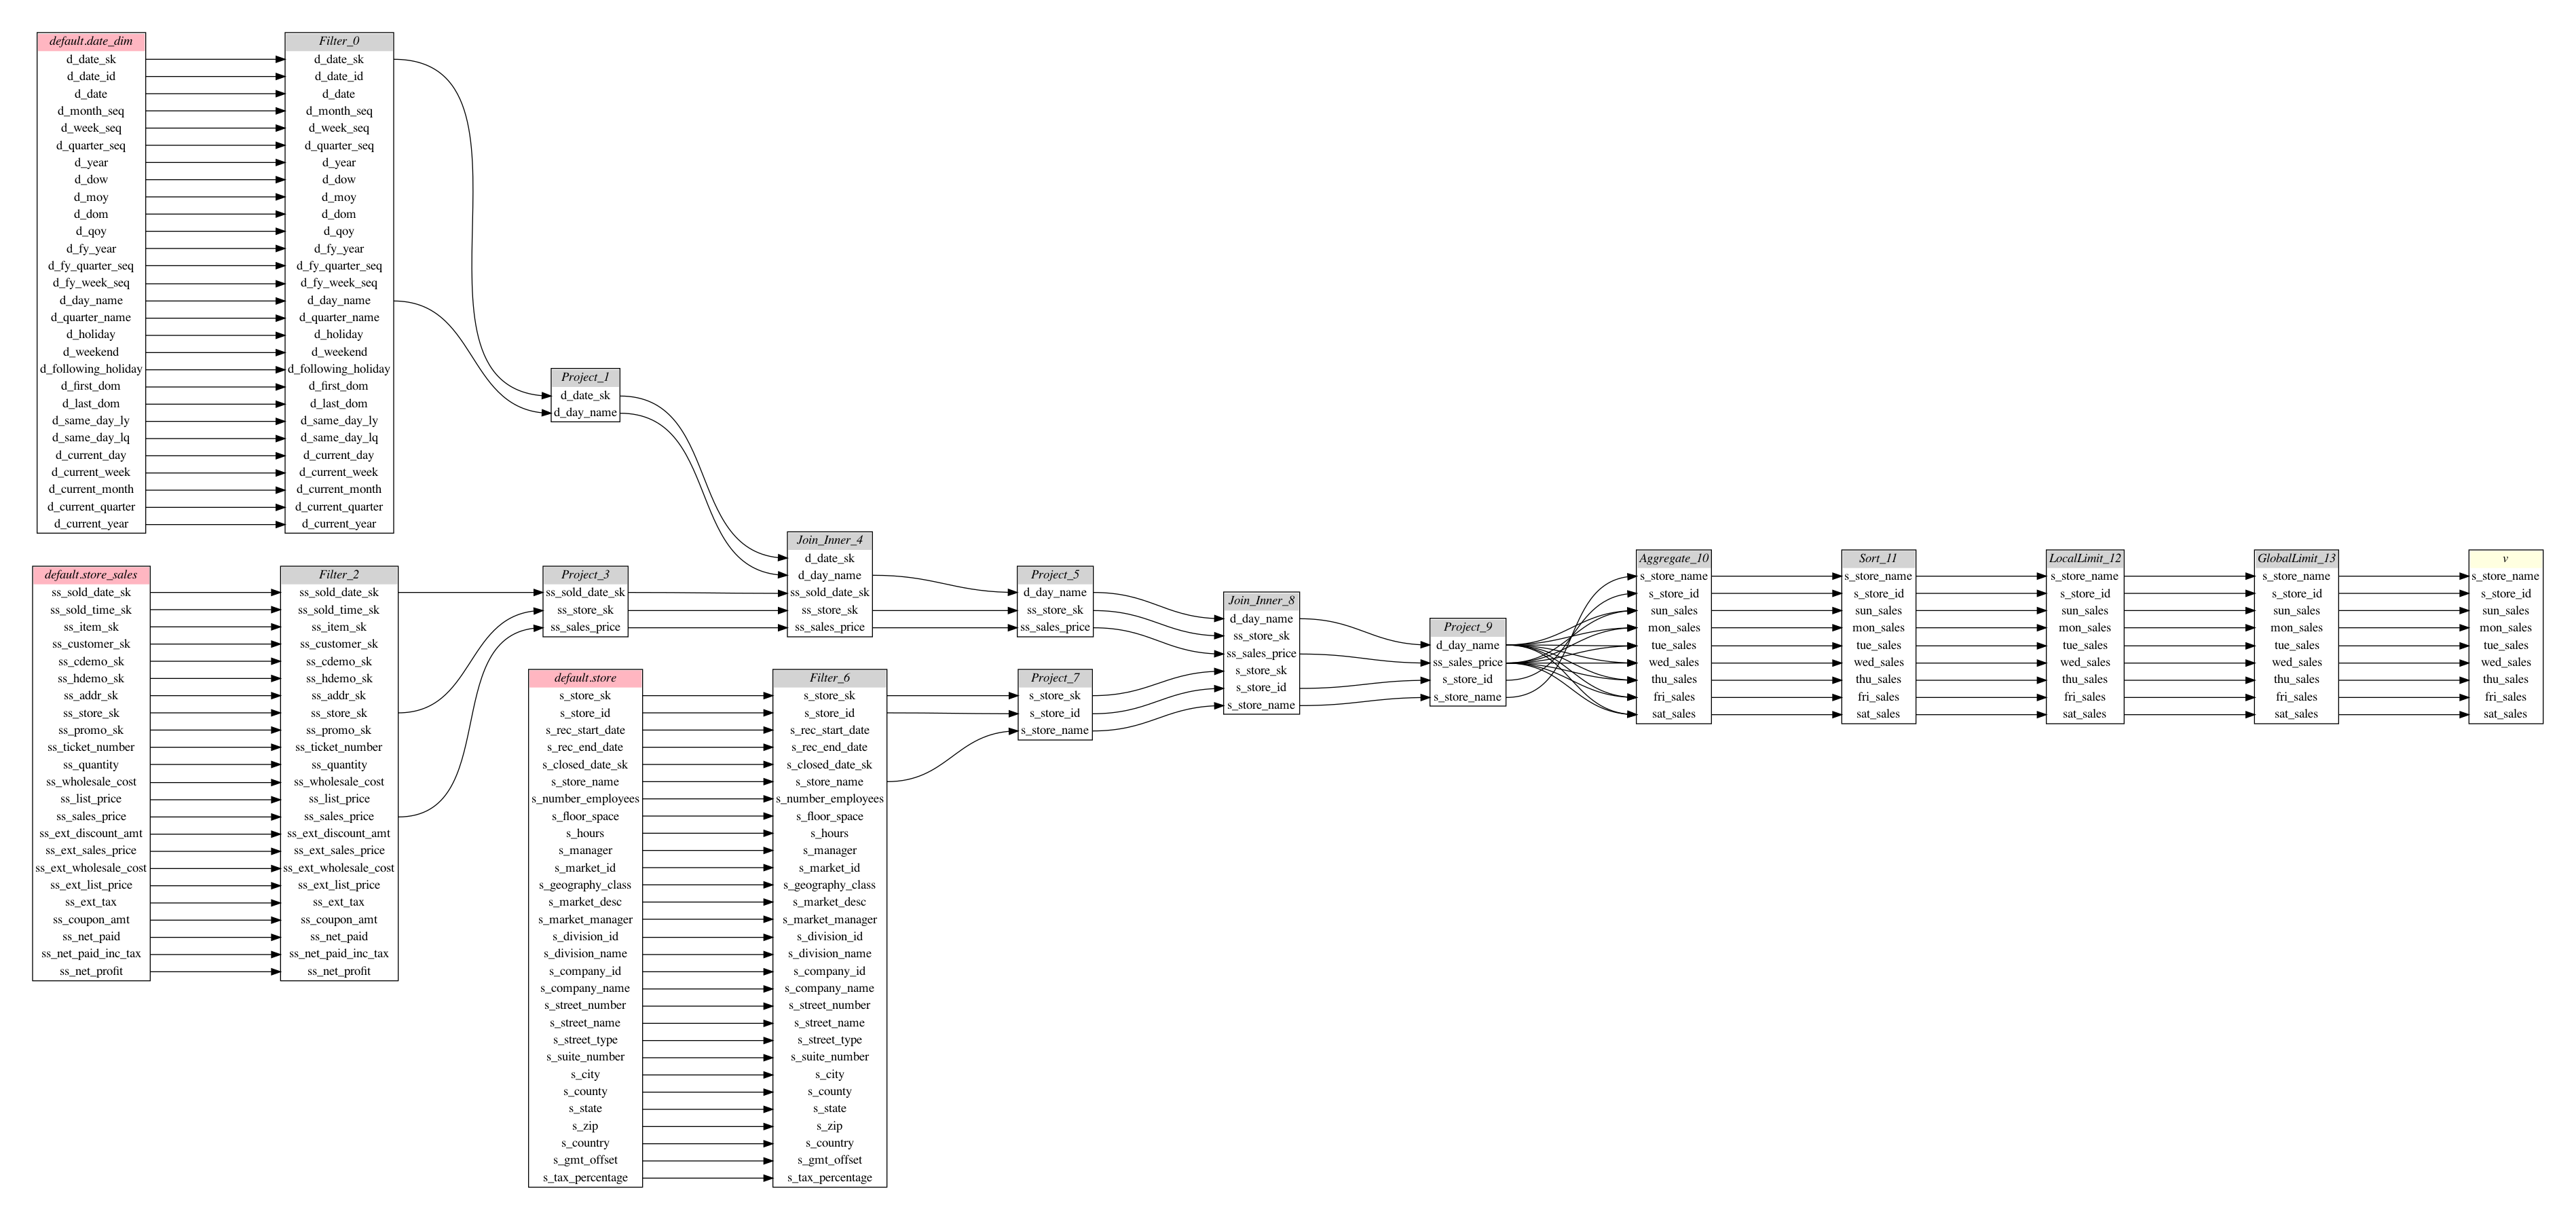 default.date_dim
d_date_sk
d_date_id
d_date
d_month_seq
d_week_seq
d_quarter_seq
d_year
d_dow
d_moy
d_dom
d_qoy
d_fy_year
d_fy_quarter_seq
d_fy_week_seq
d_day_name
d_quarter_name
d_holiday
d_weekend
d_following_holiday
d_first_dom
d_last_dom
d_same_day_ly
d_same_day_lq
d_current_day
d_current_week
d_current_month
d_current_quarter
d_current_year
Filter_0
d_date_sk
d_date_id
d_date
d_month_seq
d_week_seq
d_quarter_seq
d_year
d_dow
d_moy
d_dom
d_qoy
d_fy_year
d_fy_quarter_seq
d_fy_week_seq
d_day_name
d_quarter_name
d_holiday
d_weekend
d_following_holiday
d_first_dom
d_last_dom
d_same_day_ly
d_same_day_lq
d_current_day
d_current_week
d_current_month
d_current_quarter
d_current_year
Project_1
d_date_sk
d_day_name
default.store_sales
ss_sold_date_sk
ss_sold_time_sk
ss_item_sk
ss_customer_sk
ss_cdemo_sk
ss_hdemo_sk
ss_addr_sk
ss_store_sk
ss_promo_sk
ss_ticket_number
ss_quantity
ss_wholesale_cost
ss_list_price
ss_sales_price
ss_ext_discount_amt
ss_ext_sales_price
ss_ext_wholesale_cost
ss_ext_list_price
ss_ext_tax
ss_coupon_amt
ss_net_paid
ss_net_paid_inc_tax
ss_net_profit
Filter_2
ss_sold_date_sk
ss_sold_time_sk
ss_item_sk
ss_customer_sk
ss_cdemo_sk
ss_hdemo_sk
ss_addr_sk
ss_store_sk
ss_promo_sk
ss_ticket_number
ss_quantity
ss_wholesale_cost
ss_list_price
ss_sales_price
ss_ext_discount_amt
ss_ext_sales_price
ss_ext_wholesale_cost
ss_ext_list_price
ss_ext_tax
ss_coupon_amt
ss_net_paid
ss_net_paid_inc_tax
ss_net_profit
Project_3
ss_sold_date_sk
ss_store_sk
ss_sales_price
Join_Inner_4
d_date_sk
d_day_name
ss_sold_date_sk
ss_store_sk
ss_sales_price
Project_5
d_day_name
ss_store_sk
ss_sales_price
default.store
s_store_sk
s_store_id
s_rec_start_date
s_rec_end_date
s_closed_date_sk
s_store_name
s_number_employees
s_floor_space
s_hours
s_manager
s_market_id
s_geography_class
s_market_desc
s_market_manager
s_division_id
s_division_name
s_company_id
s_company_name
s_street_number
s_street_name
s_street_type
s_suite_number
s_city
s_county
s_state
s_zip
s_country
s_gmt_offset
s_tax_percentage
Filter_6
s_store_sk
s_store_id
s_rec_start_date
s_rec_end_date
s_closed_date_sk
s_store_name
s_number_employees
s_floor_space
s_hours
s_manager
s_market_id
s_geography_class
s_market_desc
s_market_manager
s_division_id
s_division_name
s_company_id
s_company_name
s_street_number
s_street_name
s_street_type
s_suite_number
s_city
s_county
s_state
s_zip
s_country
s_gmt_offset
s_tax_percentage
Project_7
s_store_sk
s_store_id
s_store_name
Join_Inner_8
d_day_name
ss_store_sk
ss_sales_price
s_store_sk
s_store_id
s_store_name
Project_9
d_day_name
ss_sales_price
s_store_id
s_store_name
Aggregate_10
s_store_name
s_store_id
sun_sales
mon_sales
tue_sales
wed_sales
thu_sales
fri_sales
sat_sales
Sort_11
s_store_name
s_store_id
sun_sales
mon_sales
tue_sales
wed_sales
thu_sales
fri_sales
sat_sales
LocalLimit_12
s_store_name
s_store_id
sun_sales
mon_sales
tue_sales
wed_sales
thu_sales
fri_sales
sat_sales
GlobalLimit_13
s_store_name
s_store_id
sun_sales
mon_sales
tue_sales
wed_sales
thu_sales
fri_sales
sat_sales
v
s_store_name
s_store_id
sun_sales
mon_sales
tue_sales
wed_sales
thu_sales
fri_sales
sat_sales